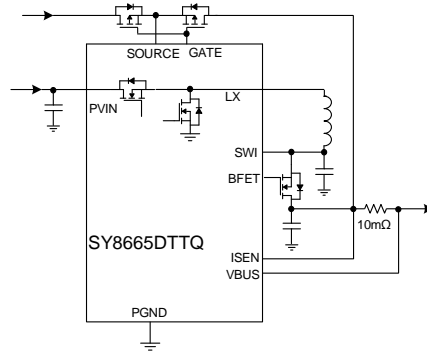 SOURCE GATE
PVIN
LX
SWI
BFET
10mΩ
SY8665DTTQ
ISEN
VBUS
PGND